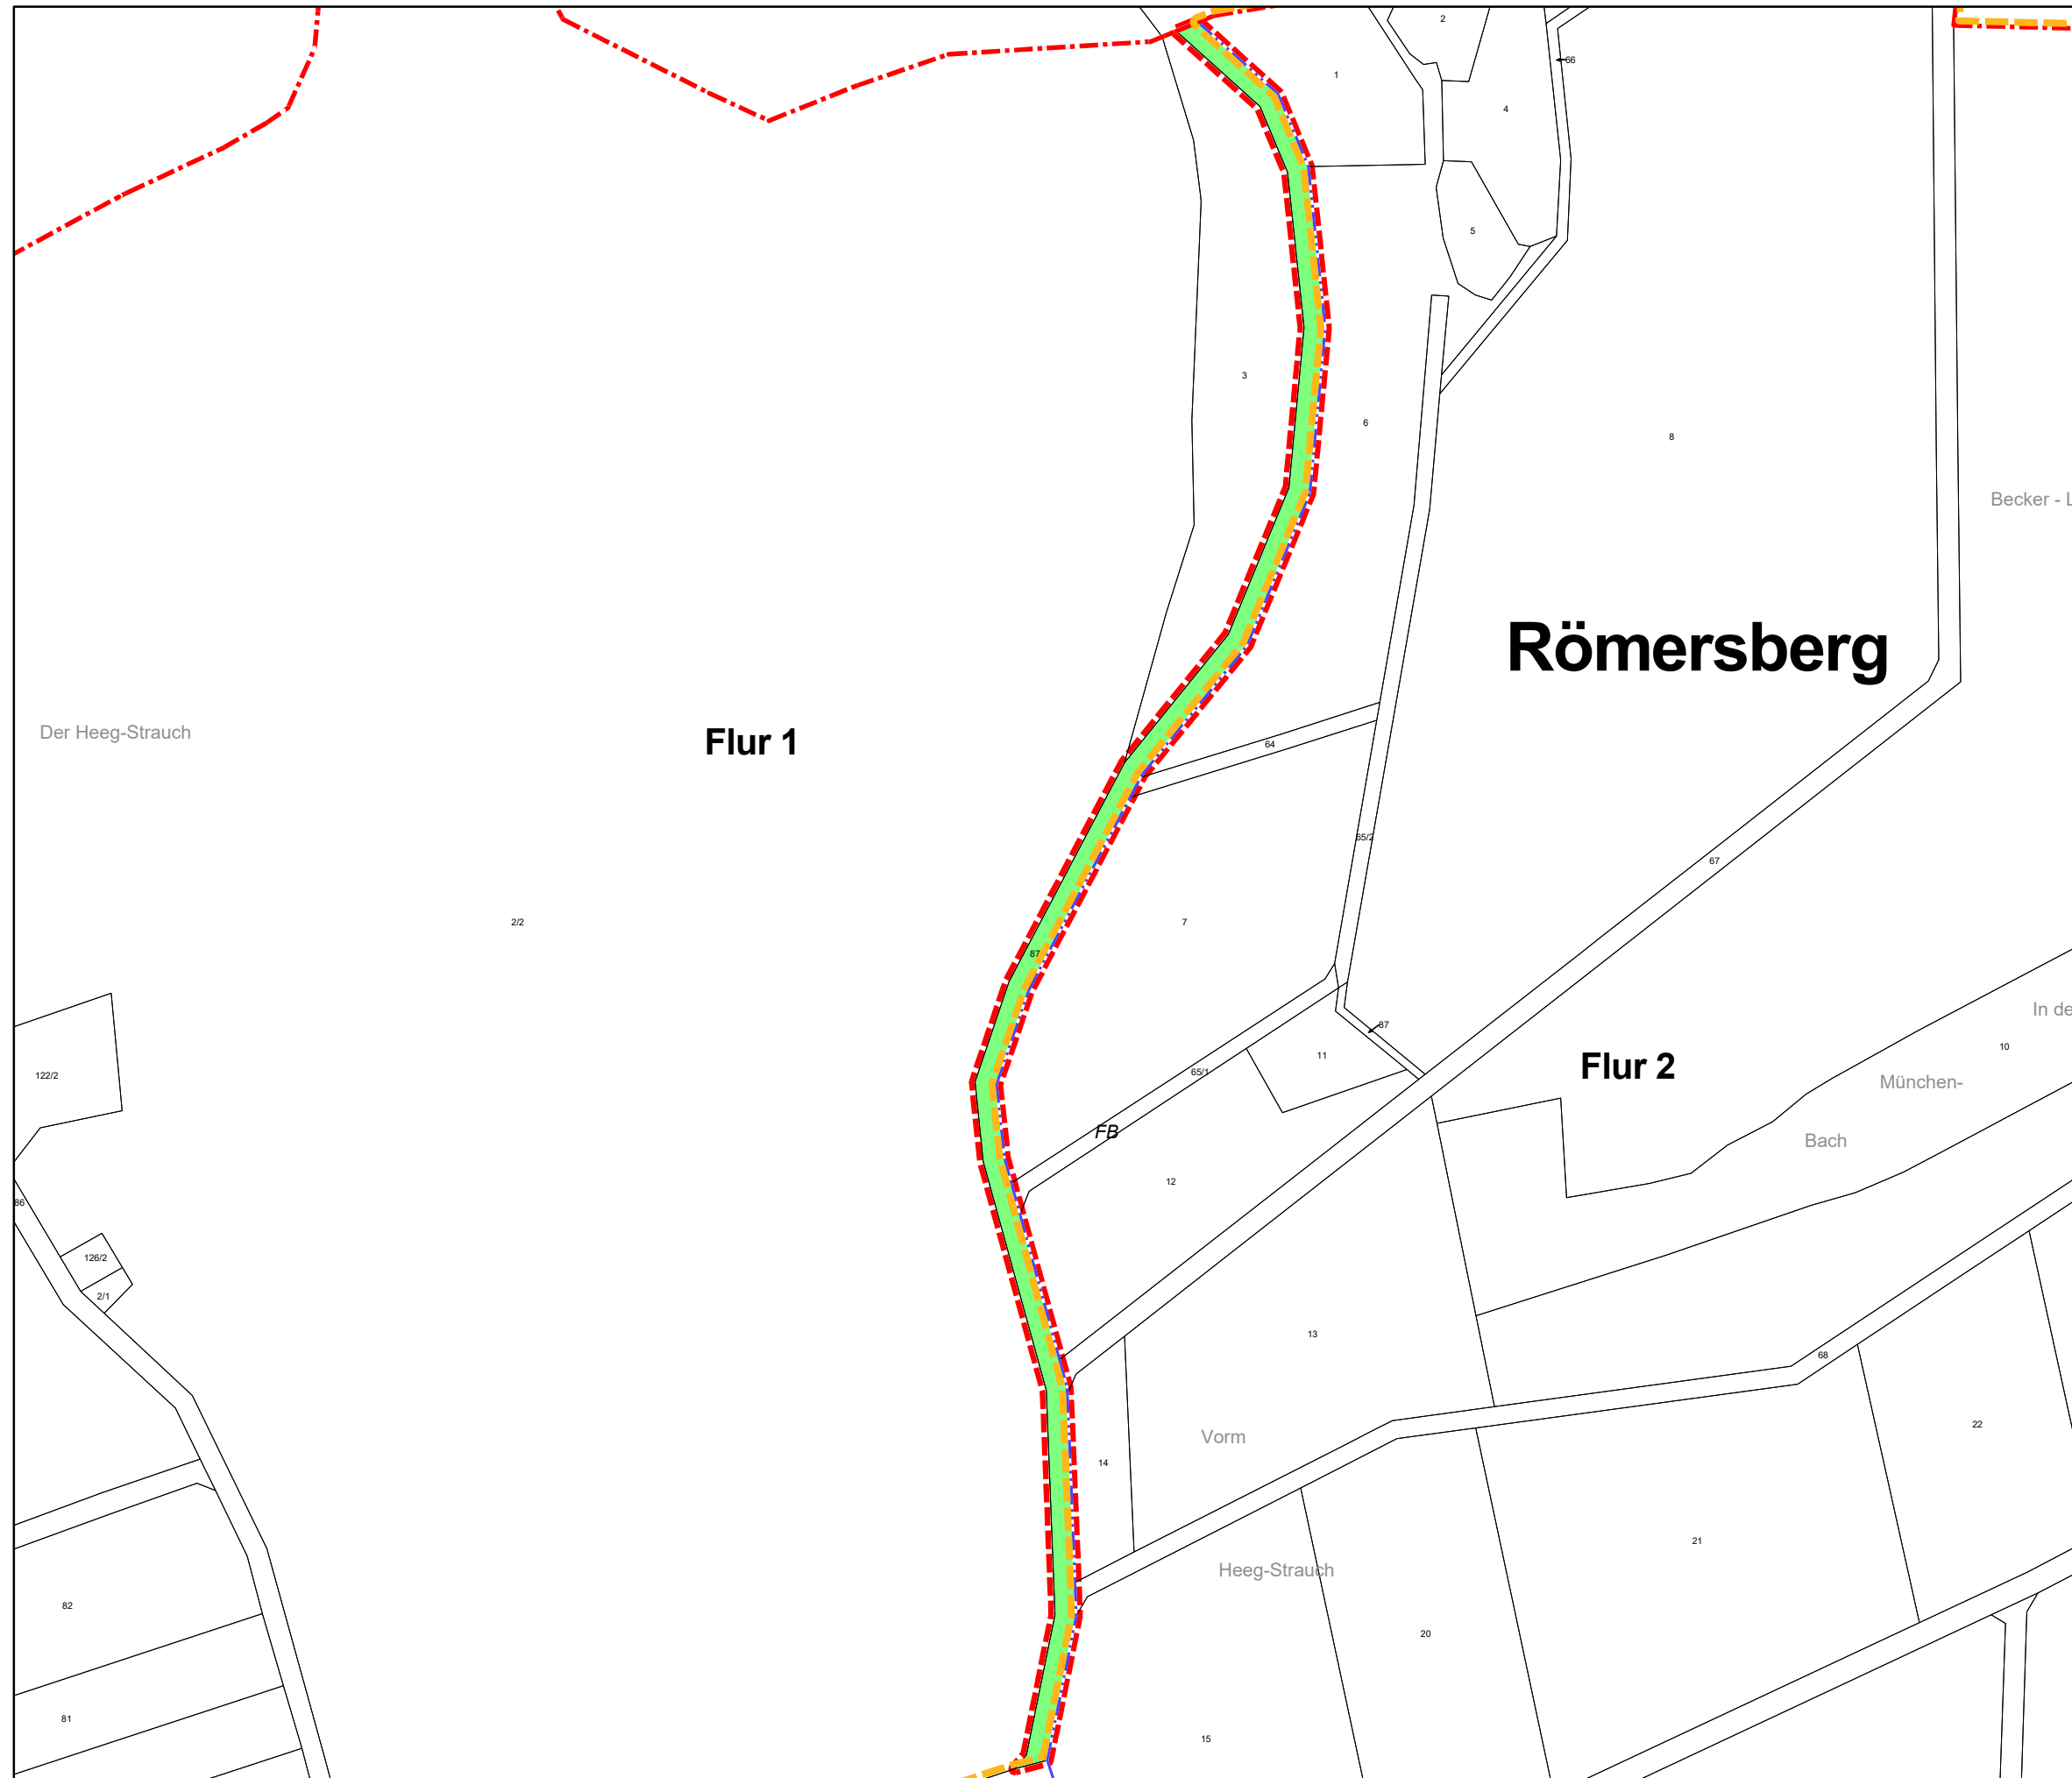 2
66
1
4
5
3
6
8
Becker - L
Römersberg
Der Heeg-Strauch
Flur 1
64
65/2
67
2/2
7
87
In de
87
10
11
Flur 2
65/1
122/2
München-
FB
Bach
12
86
126/2
2/1
13
68
22
Vorm
14
21
Heeg-Strauch
82
20
81
15